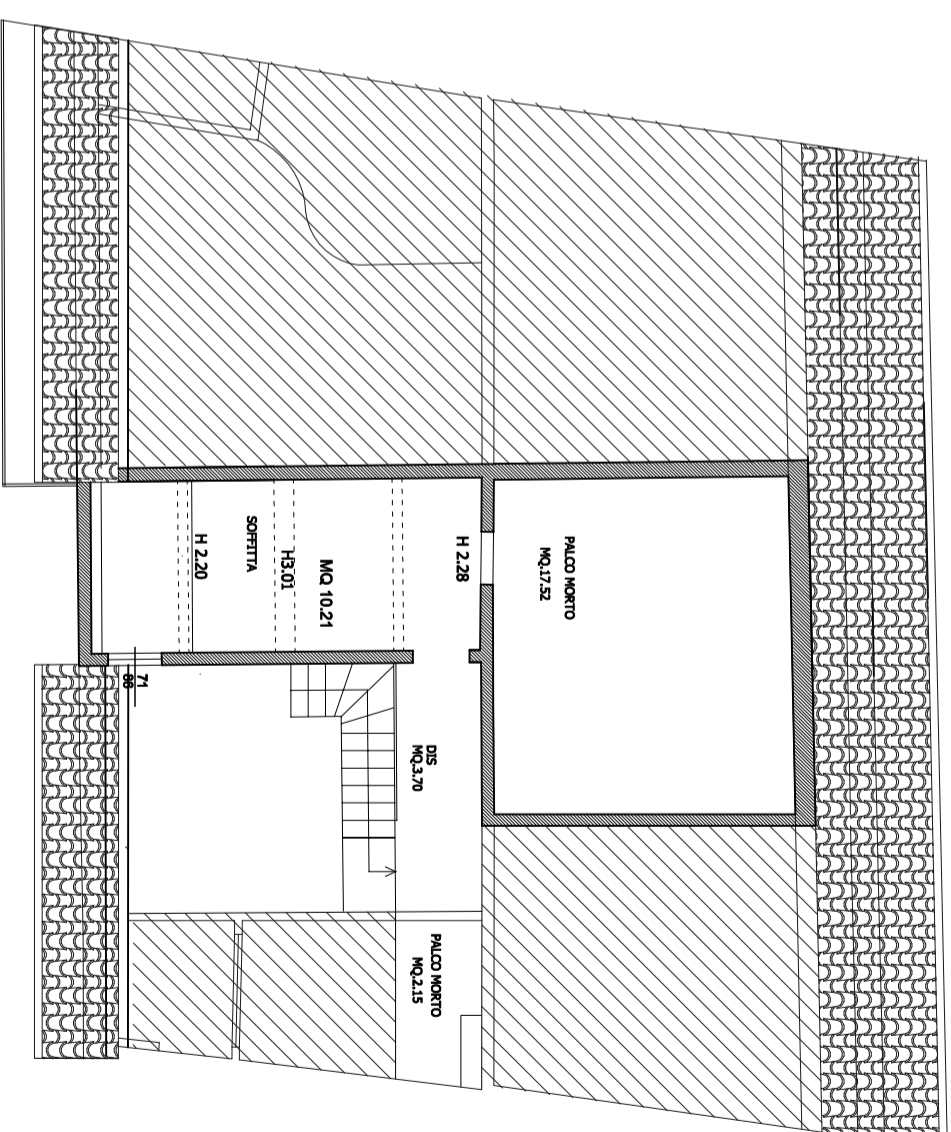 PALCO MORTO
MQ.17.52
H 2.28
MQ 10.21
H3.01
SOFFITTA
H 2.20
DIS
MQ.3.70
71
86
PALCO MORTO
MQ.2.15